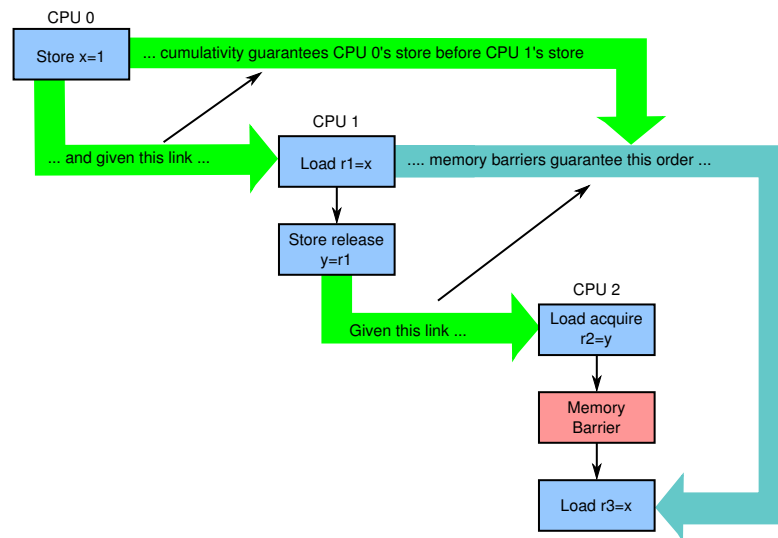 CPU 0
Store x=1
... cumulativity guarantees CPU 0's store before CPU 1's store
CPU 1
... and given this link ...
Load r1=x
.... memory barriers guarantee this order ...
Store release
y=r1
CPU 2
Given this link ...
Load acquire
r2=y
Memory
Barrier
Load r3=x